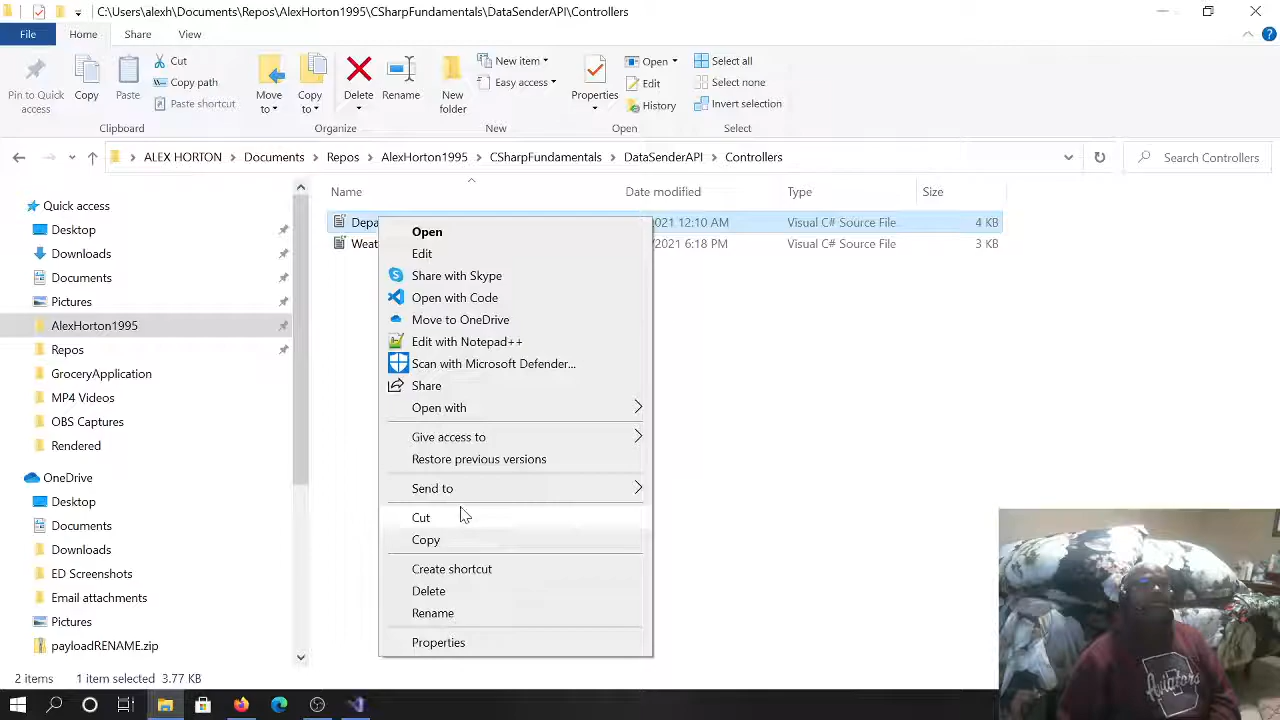 C:\Users\alexh\Documents\Repos\AlexHorton1995\CSharpFundamentals\DataSenderAPI\Controllers
File Home Share View
Pin to Quick access
Copy
Paste
Cut
Copy path
Paste shortcut
Clipboard
Move to
Copy to
Delete
Rename
Organize
New folder
New item
Easy access
New
Properties
Open
Edit
History
Open
Select all
Select none
Invert selection
Select
ALEX HORTON > Documents > Repos > AlexHorton1995 > CSharpFundamentals > DataSenderAPI > Controllers
Search Controllers
Name Date modified Type Size
Depa 021 12:10 AM Visual C# Source File 4 KB
Weat /2021 6:18 PM Visual C# Source File 3 KB
Quick access
Desktop
Downloads
Documents
Pictures
AlexHorton1995
Repos
GroceryApplication
MP4 Videos
OBS Captures
Rendered
OneDrive
Desktop
Documents
Downloads
ED Screenshots
Email attachments
Pictures
payloadRENAME.zip
Open
Edit
Share with Skype
Open with Code
Move to OneDrive
Edit with Notepad++
Scan with Microsoft Defender...
Share
Open with
Give access to
Restore previous versions
Send to
Cut
Copy
Create shortcut
Delete
Rename
Properties
2 items 1 item selected 3.77 KB
Aviators